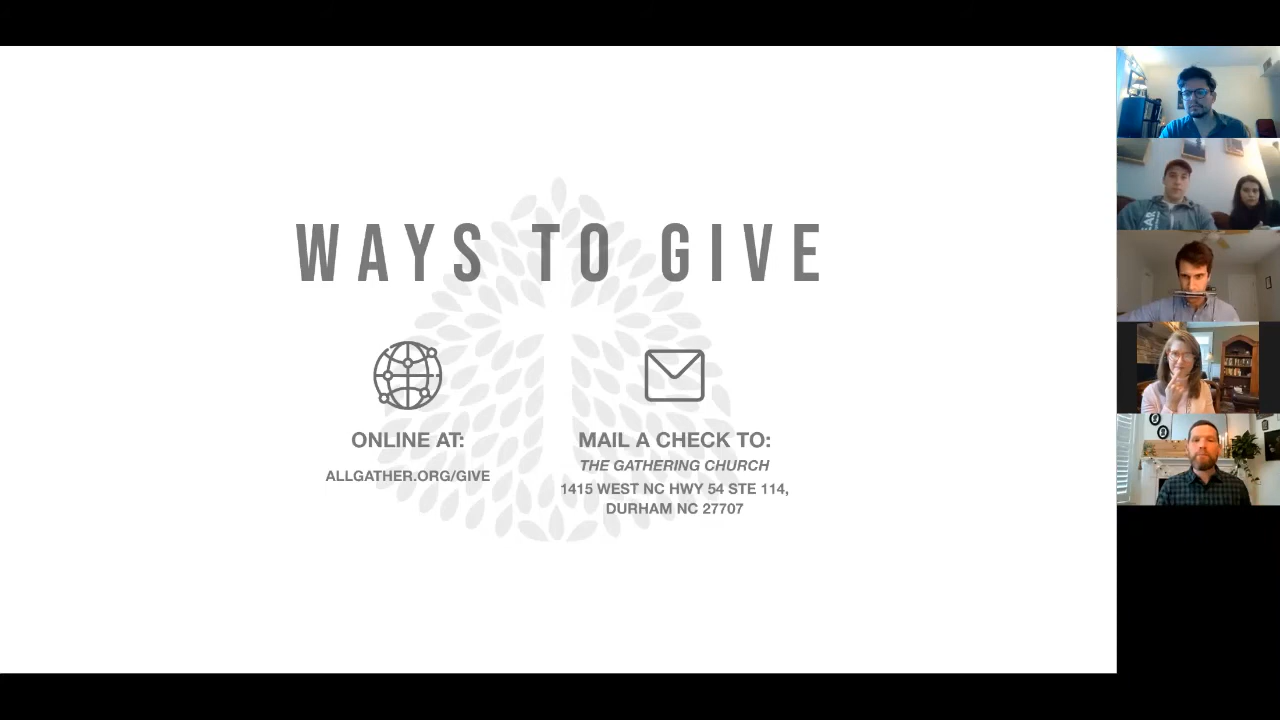 WAYS TO GIVE
ONLINE AT:
ALLGATHER.ORG/GIVE
MAIL A CHECK TO:
THE GATHERING CHURCH
1415 WEST NC HWY 54 STE 114,
DURHAM NC 27707